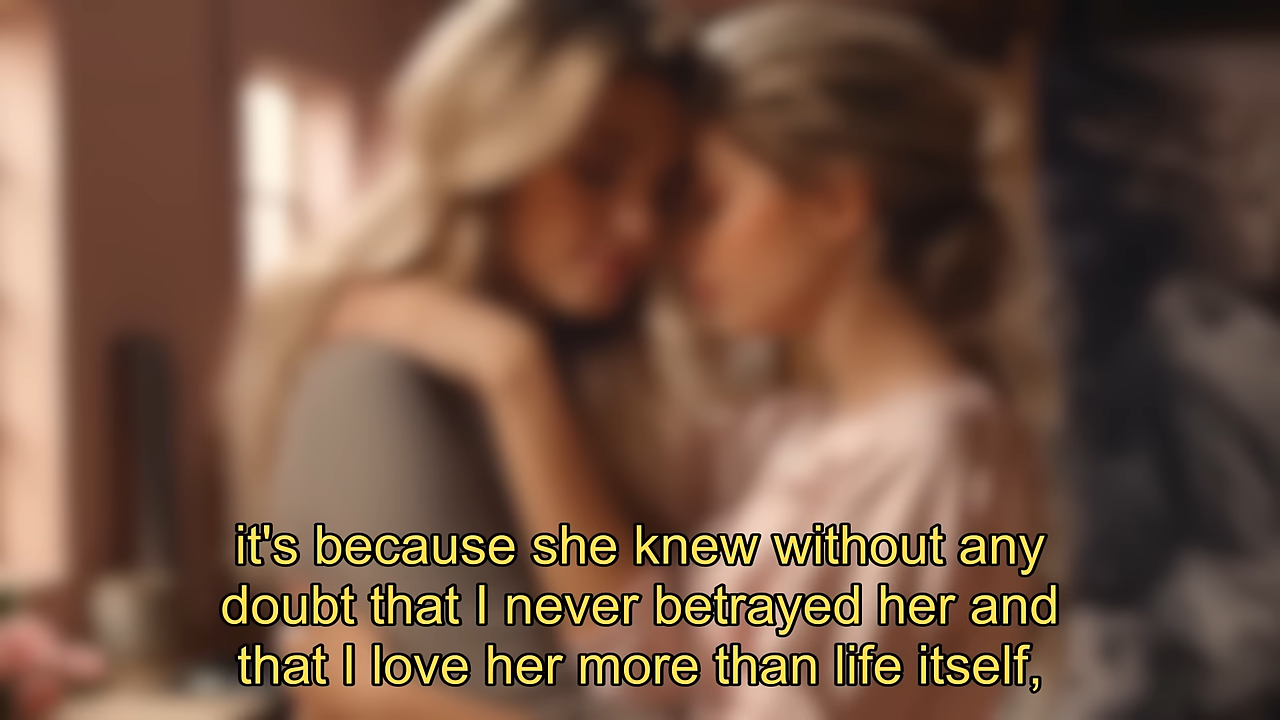 it's because she knew without any
doubt that I never betrayed her and
that I love her more than life itself,